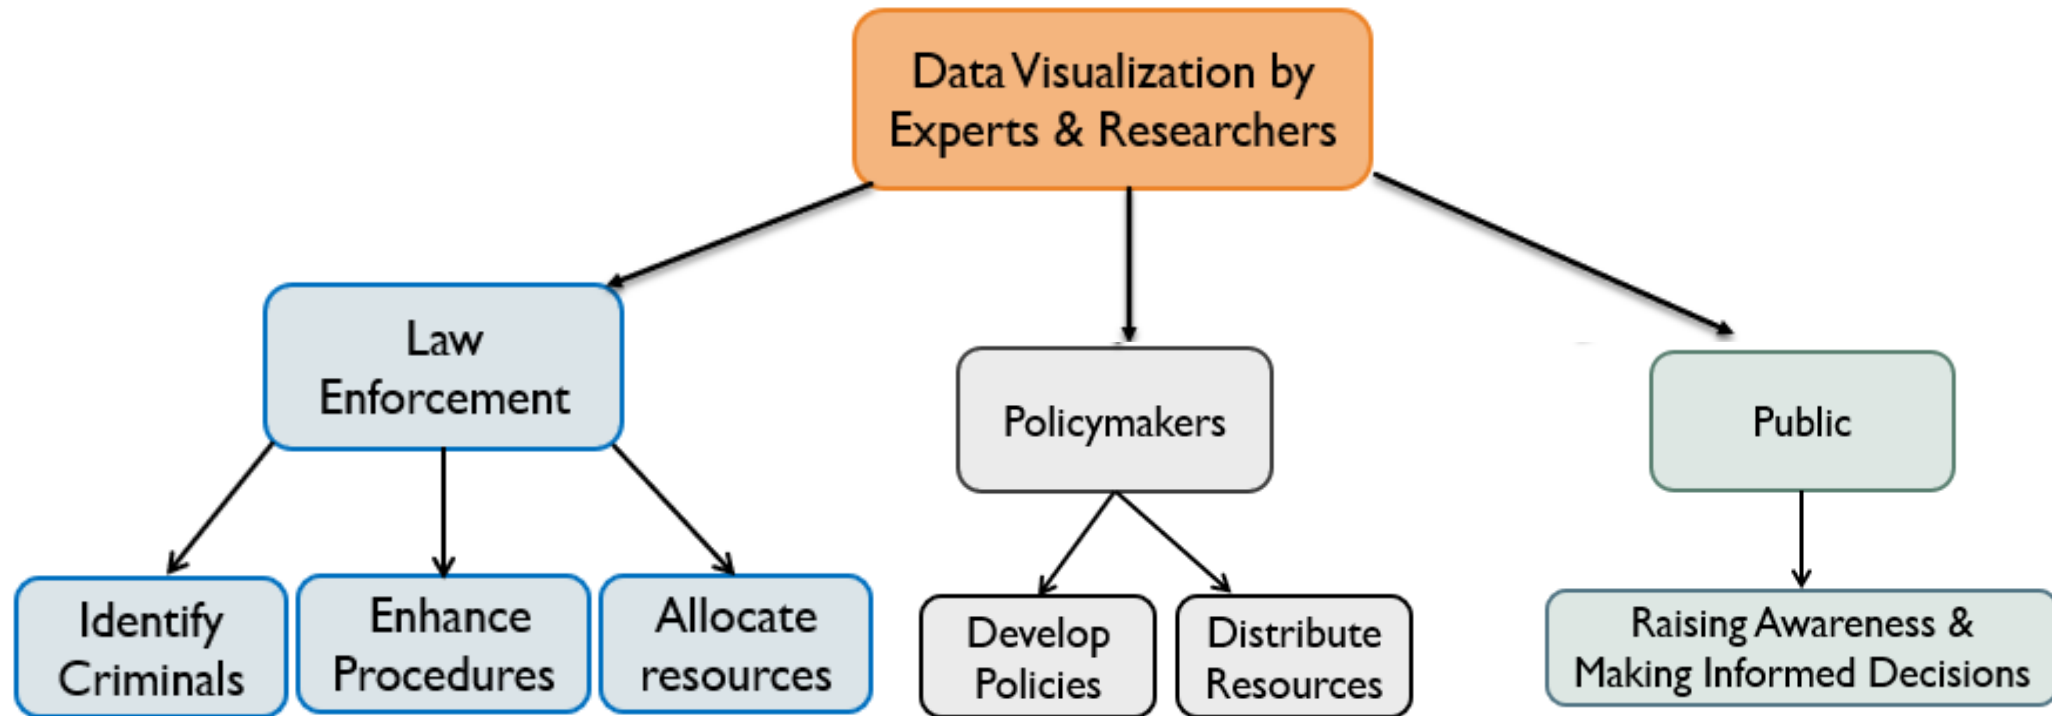 Data Visualization by
Experts & Researchers
Law
Enforcement
Policymakers
Public
Identify
Criminals
Enhance
Procedures
Allocate
resources
Develop
Policies
Distribute
Resources
Raising Awareness &
Making Informed Decisions